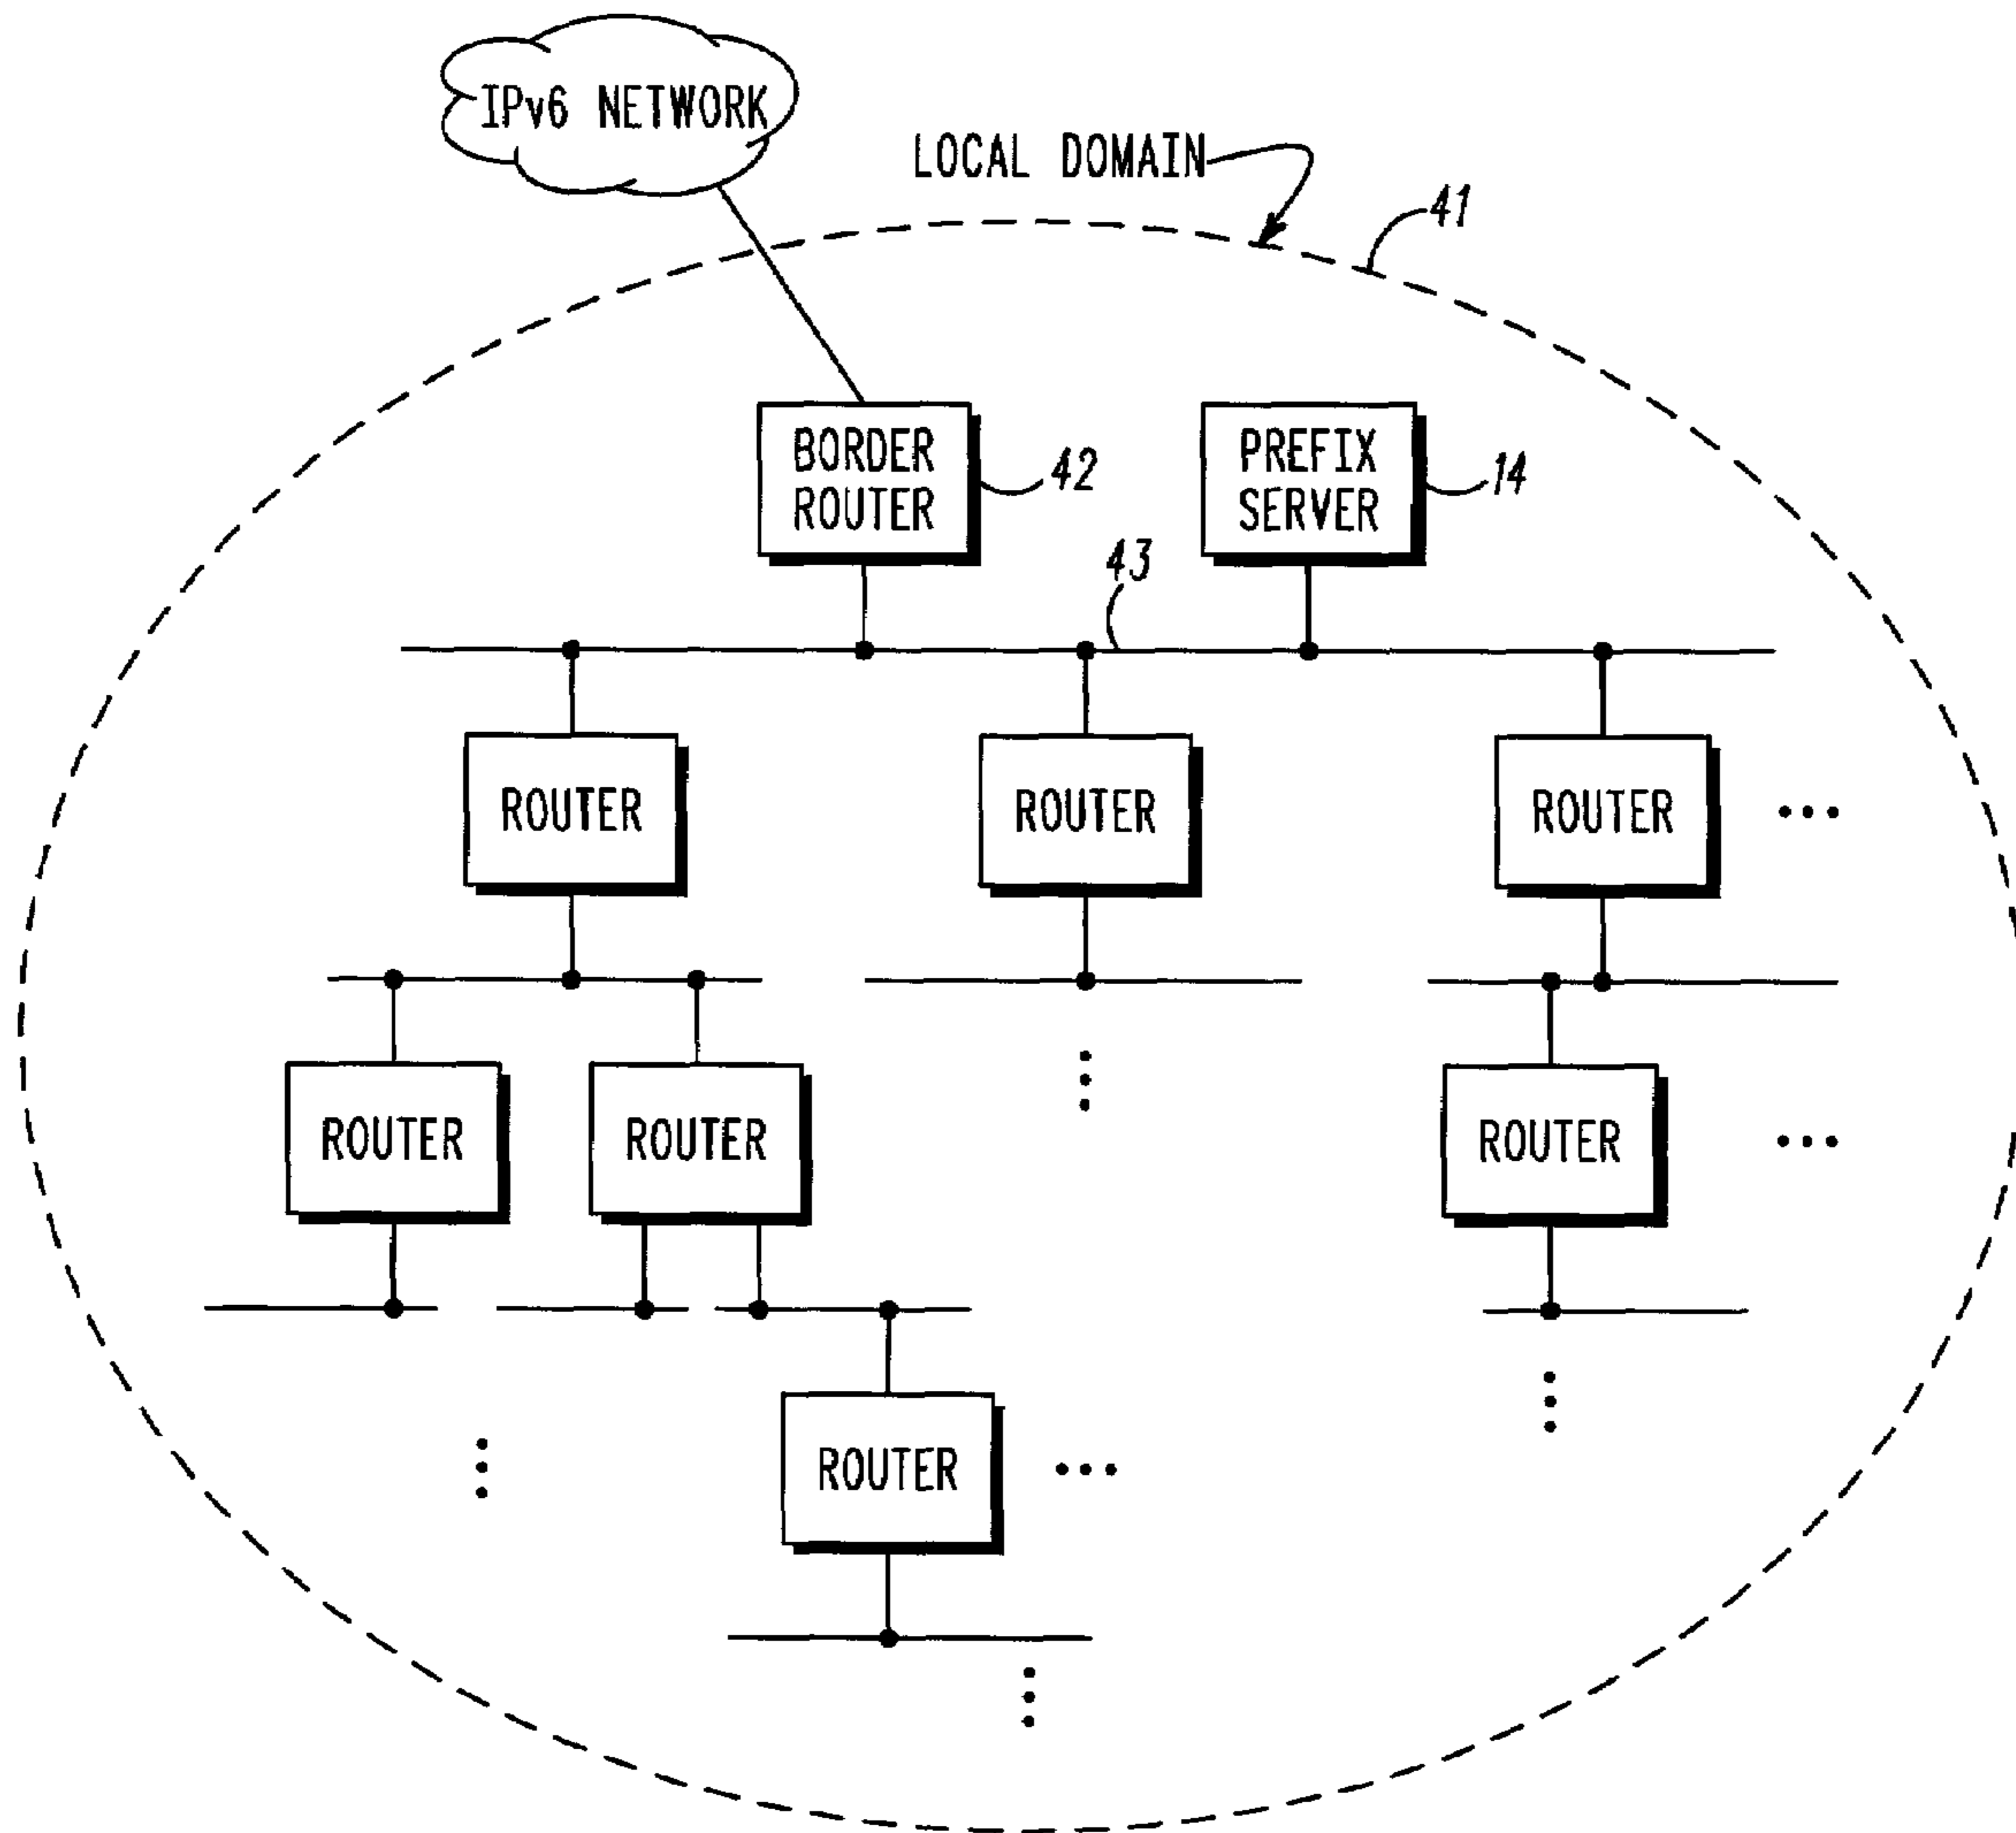 IPv6 NETWORK
LOCAL DOMAIN
41
BORDER
ROUTER
42
PREFIX
SERVER
14
43
ROUTER
ROUTER
ROUTER
ROUTER
ROUTER
ROUTER
ROUTER